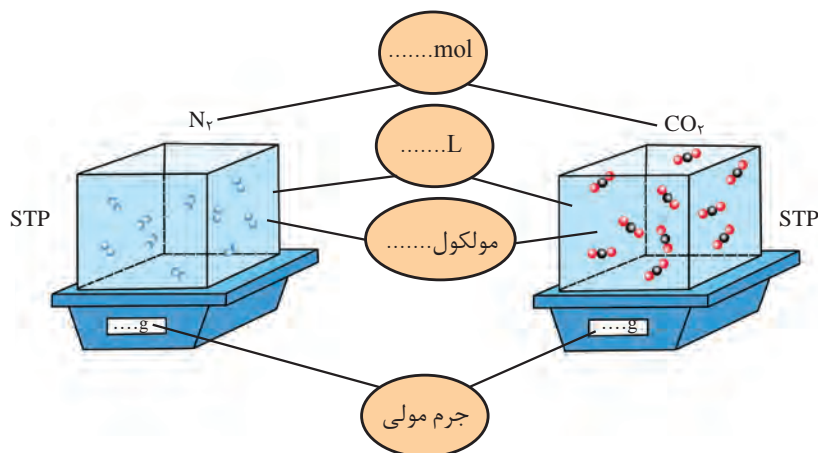 .......mol
N۲
CO۲
.......L
STP
STP
مولکول.......
....g
....g
جرم مولی